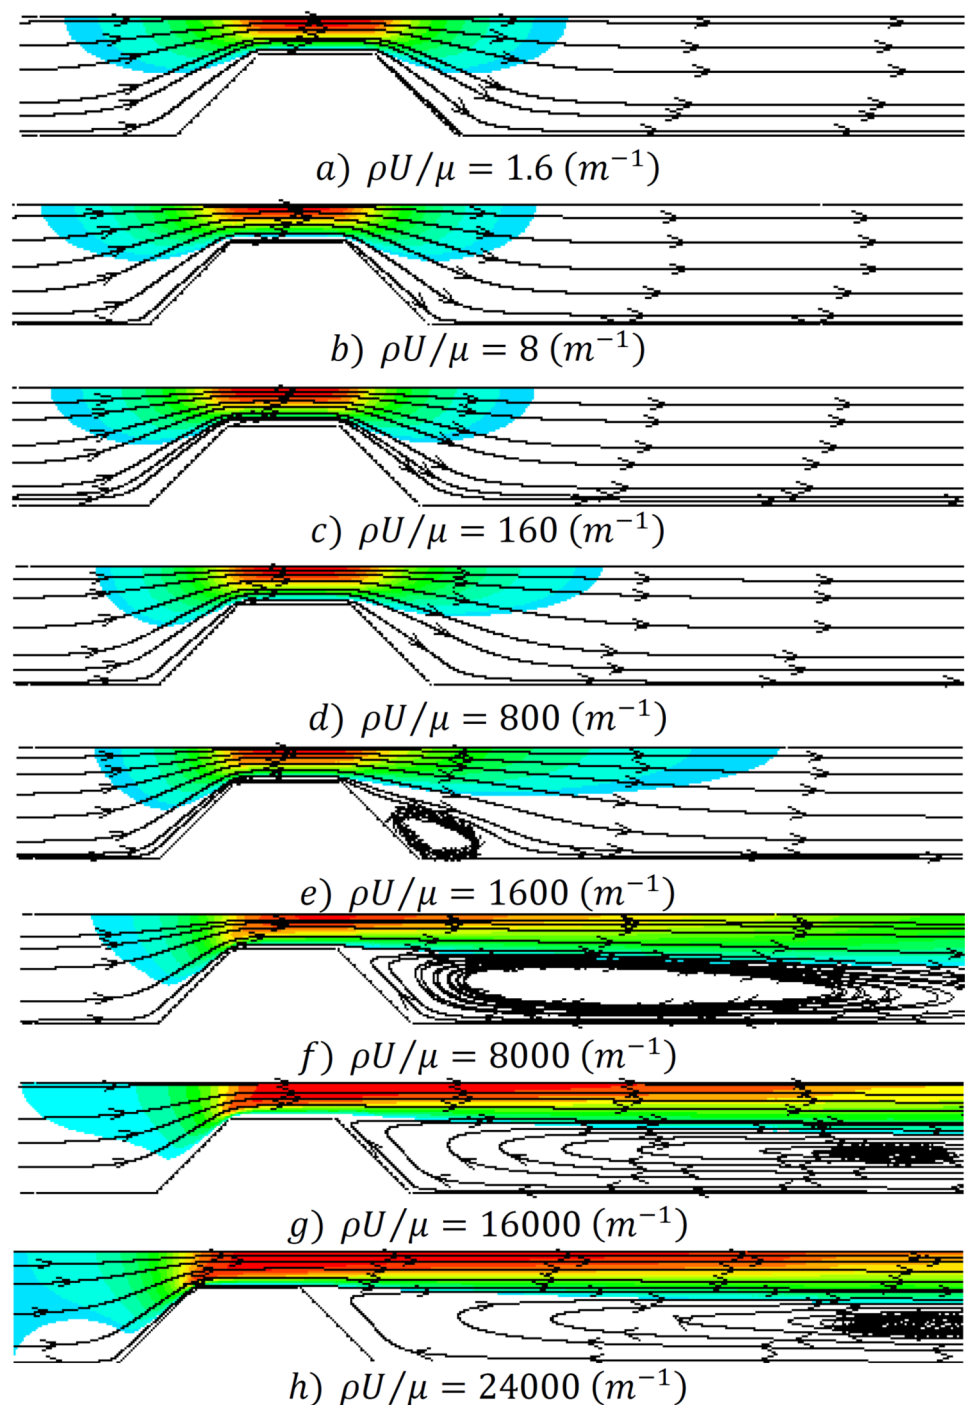 a) ρU/μ = 1.6 (m⁻¹)
b) ρU/μ = 8 (m⁻¹)
c) ρU/μ = 160 (m⁻¹)
d) ρU/μ = 800 (m⁻¹)
e) ρU/μ = 1600 (m⁻¹)
f) ρU/μ = 8000 (m⁻¹)
g) ρU/μ = 16000 (m⁻¹)
h) ρU/μ = 24000 (m⁻¹)